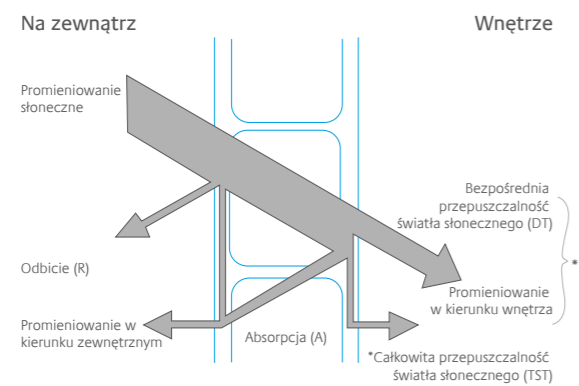 Na zewnątrz
Wnętrze
Promieniowanie
słoneczne
Bezpośrednia
przepuszczalność
światła słonecznego (DT)
*
Odbicie (R)
Promieniowanie
w kierunku wnętrza
Promieniowanie w
kierunku zewnętrznym
Absorpcja (A)
*Całkowita przepuszczalność
światła słonecznego (TST)